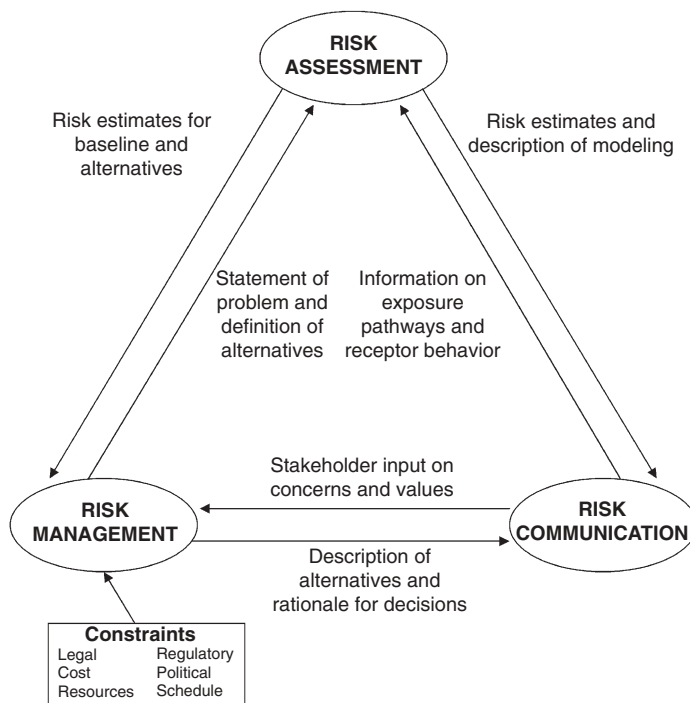 RISK
ASSESSMENT
Risk estimates for
baseline and
alternatives
Risk estimates and
description of modeling
Statement of
problem and
definition of
alternatives
Information on
exposure
pathways and
receptor behavior
Stakeholder input on
concerns and values
RISK
MANAGEMENT
RISK
COMMUNICATION
Description of
alternatives and
rationale for decisions
Constraints
Legal Regulatory
Cost Political
Resources Schedule